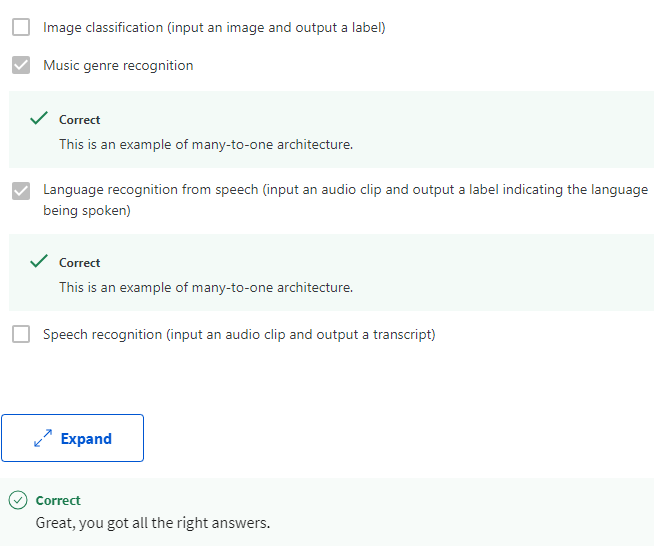 Image classification (input an image and output a label)
Music genre recognition
Correct
This is an example of many-to-one architecture.
Language recognition from speech (input an audio clip and output a label indicating the language
being spoken)
Correct
This is an example of many-to-one architecture.
Speech recognition (input an audio clip and output a transcript)
Expand
Correct
Great, you got all the right answers.